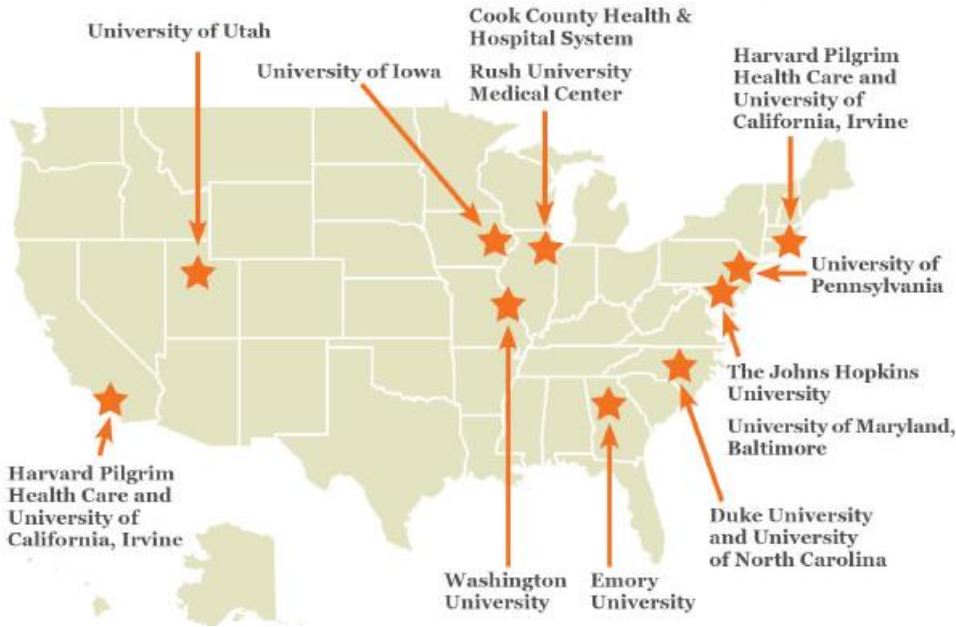 University of Utah
University of Iowa
Cook County Health &
Hospital System
Rush University
Medical Center
Harvard Pilgrim
Health Care and
University of
California, Irvine
University of
Pennsylvania
The Johns Hopkins
University
University of Maryland,
Baltimore
Duke University
and University
of North Carolina
Emory
University
Washington
University
Harvard Pilgrim
Health Care and
University of
California, Irvine